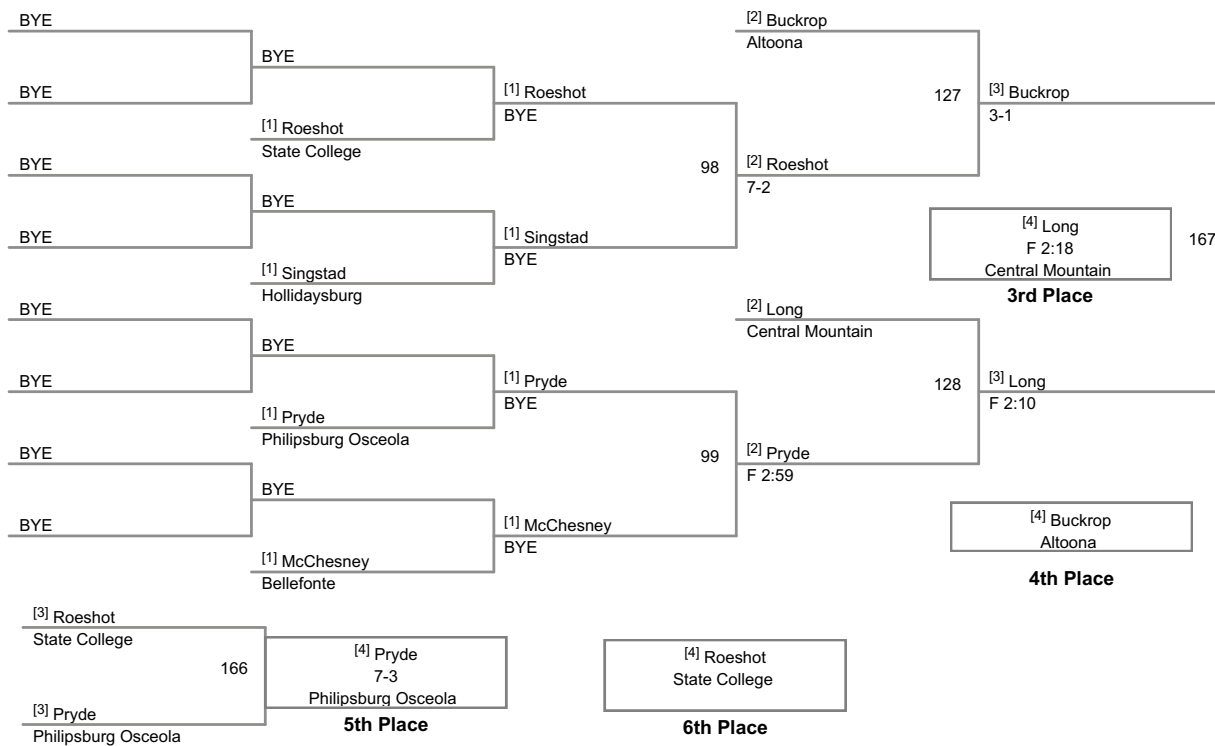 BYE
BYE
BYE
[1] Roeshot
State College
[1] Roeshot
BYE
BYE
BYE
BYE
[1] Singstad
Hollidaysburg
[1] Singstad
BYE
98
[2] Buckrop
Altoona
[2] Roeshot
7-2
127
[3] Buckrop
3-1
BYE
BYE
BYE
[1] Pryde
Philipsburg Osceola
[1] Pryde
BYE
BYE
BYE
BYE
[1] McChesney
Bellefonte
[1] McChesney
BYE
99
[2] Long
Central Mountain
[2] Pryde
F 2:59
128
[3] Long
F 2:10
[4] Long
F 2:18
Central Mountain
167
3rd Place
[4] Buckrop
Altoona
4th Place
[3] Roeshot
State College
166
[3] Pryde
Philipsburg Osceola
[4] Pryde
7-3
Philipsburg Osceola
5th Place
[4] Roeshot
State College
6th Place